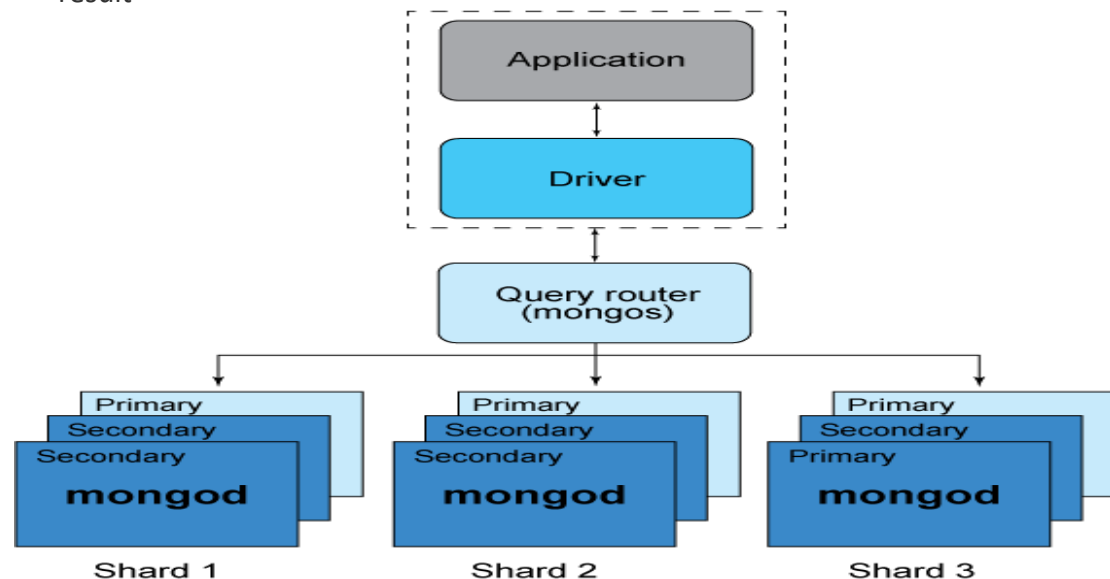 result
Application
Driver
Query router
(mongos)
Primary
Secondary
Secondary
mongod
Shard 1
Primary
Secondary
Secondary
mongod
Shard 2
Primary
Secondary
Primary
mongod
Shard 3